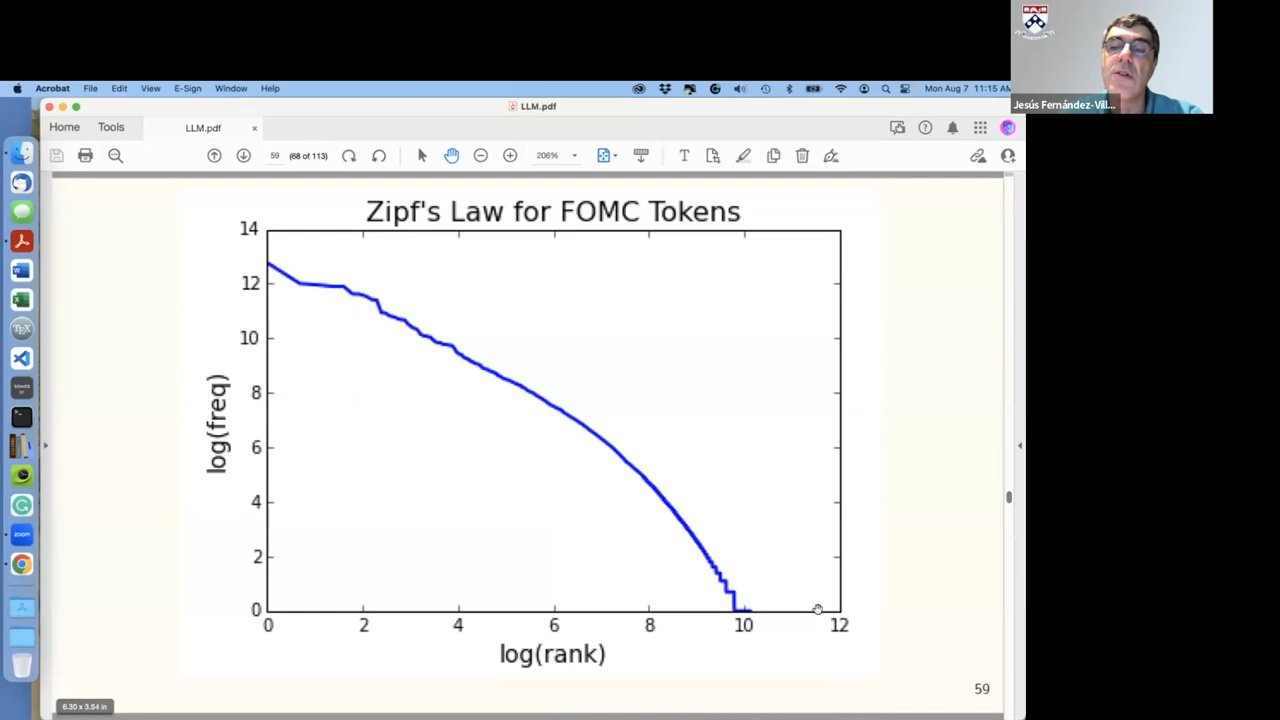 Jesús Fernández-Vill...
Acrobat File Edit View E-Sign Window Help Mon Aug 7 11:15 AM
LLM.pdf
Home Tools LLM.pdf ×
59 (68 of 113) 206%
Zipf's Law for FOMC Tokens
14
12
10
8
6
4
2
0
log(freq)
0 2 4 6 8 10 12
log(rank)
59
6.30 x 3.54 in
TEX
zoom